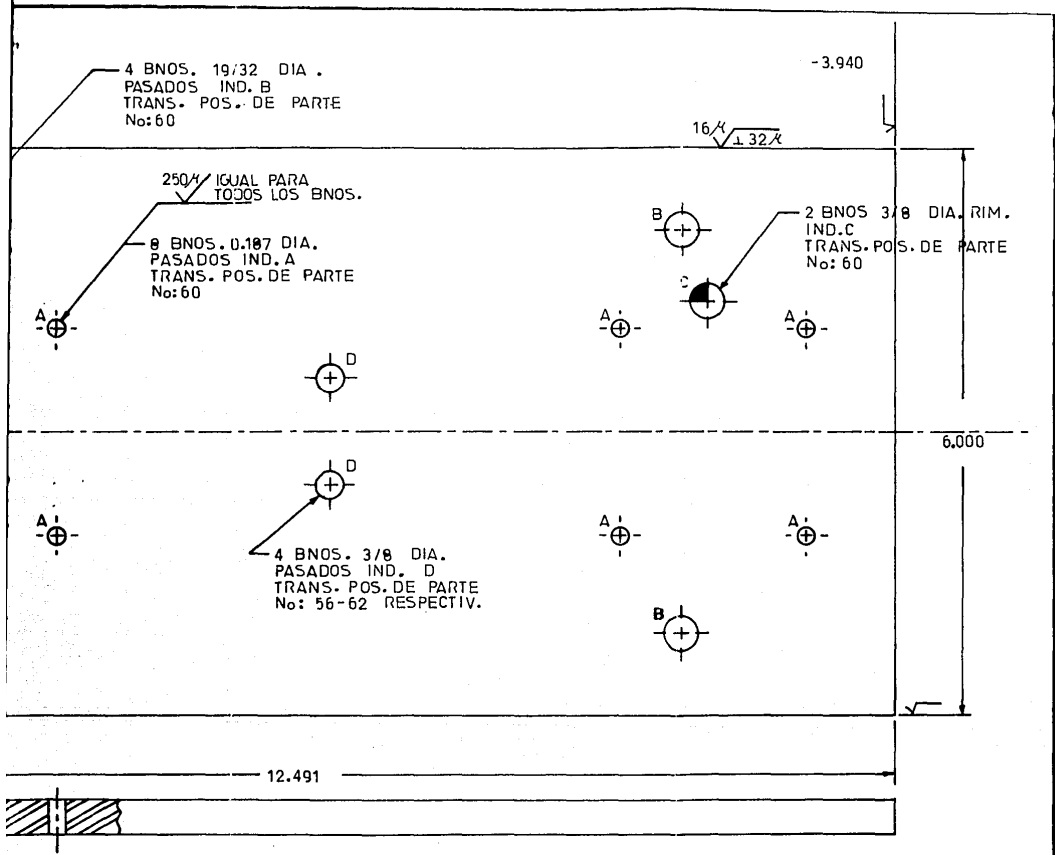 4 BNOS. 19/32 DIA.
PASADOS IND. B
TRANS. POS. DE PARTE
No:60
-3.940
16 ⊥ 32
250 IGUAL PARA
TODOS LOS BNOS.
8 BNOS. 0.187 DIA.
PASADOS IND. A
TRANS. POS. DE PARTE
No:60
2 BNOS 3/8 DIA. RIM.
IND.C
TRANS. POS. DE PARTE
No:60
B
C
A
A
A
D
6.000
D
A
A
A
4 BNOS. 3/8 DIA.
PASADOS IND. D
TRANS. POS. DE PARTE
No: 56-62 RESPECTIV.
B
12.491